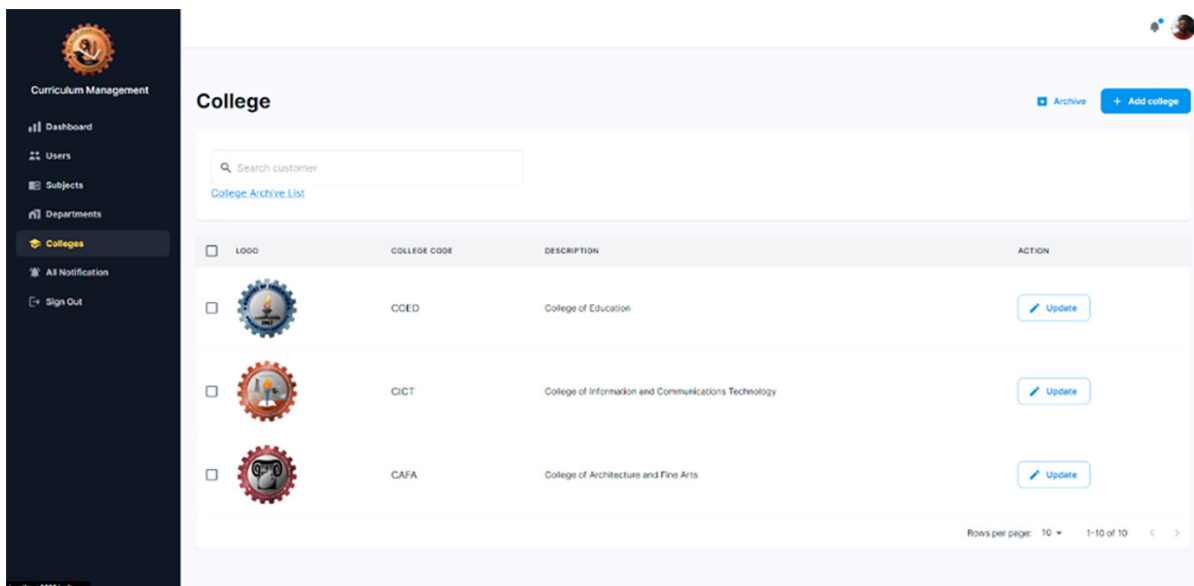 Curriculum Management
Dashboard
Users
Subjects
Departments
Colleges
All Notification
Sign Out
College
Archive
+ Add college
Search customer
College Archive List
LOGO COLLEGE CODE DESCRIPTION ACTION
COED College of Education Update
CICT College of Information and Communications Technology Update
CAFA College of Architecture and Fine Arts Update
Rows per page: 10 1-10 of 10